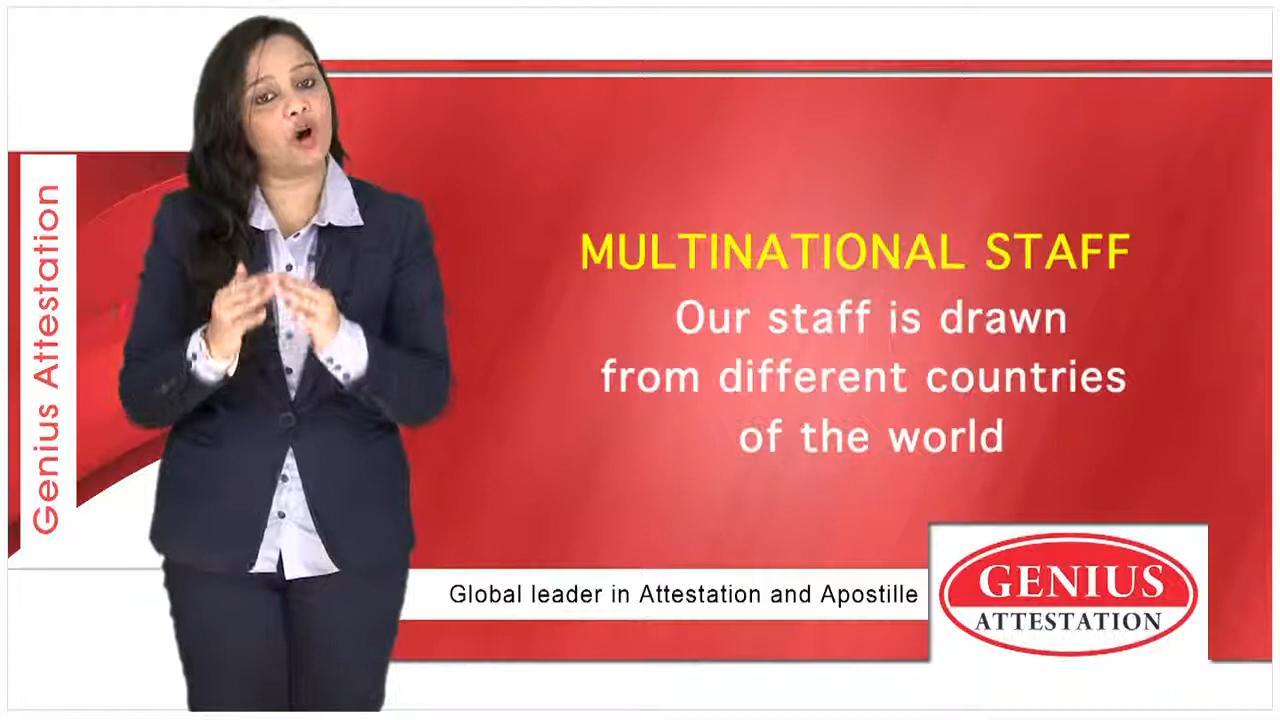 Genius Attestation
MULTINATIONAL STAFF
Our staff is drawn
from different countries
of the world
Global leader in Attestation and Apostille
GENIUS
ATTESTATION